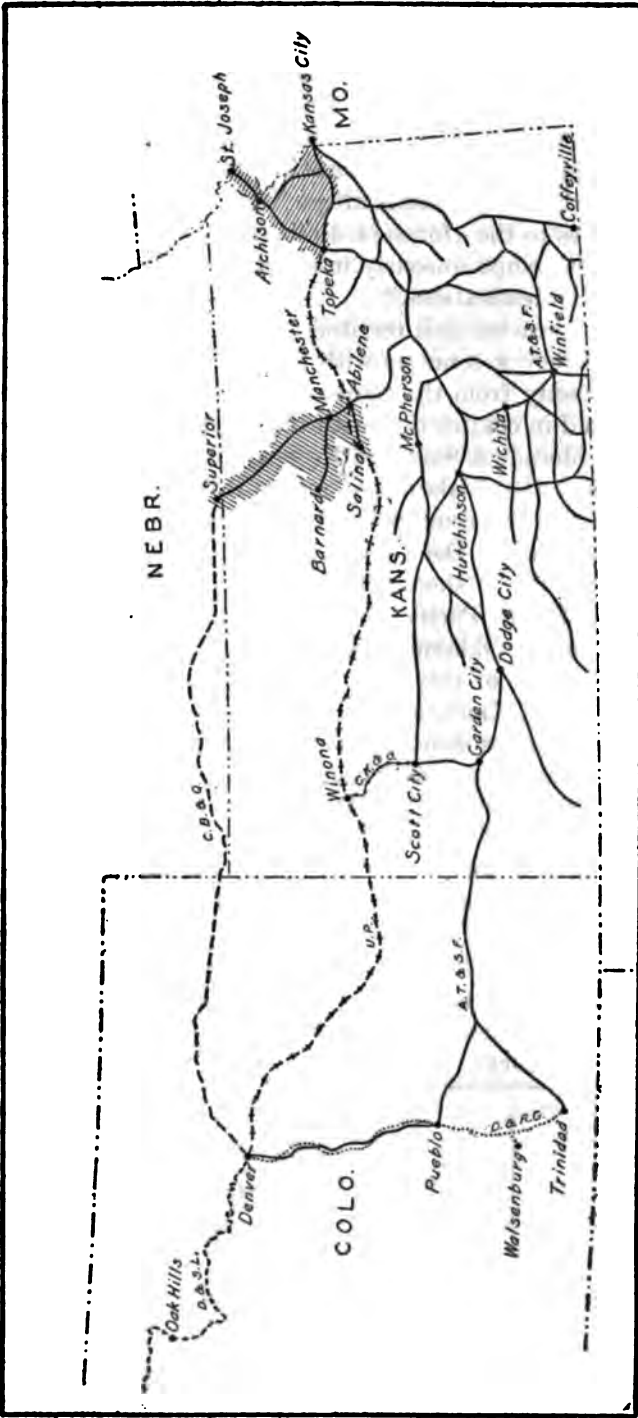 NEBR.
St. Joseph
Kansas City
MO.
Atchison
Topeka
Superior
Manchester
Abilene
Salina
Barnard
C.B. & Q.
Oak Hills
D. & S.L.
Denver
COLO.
Winona
U.P.
KANS.
McPherson
Hutchinson
Wichita
A.T. & S.F.
Winfield
Coffeyville
Scott City
Garden City
Dodge City
A.T. & S.F.
Pueblo
D. & R.G.
Walsenburg
Trinidad